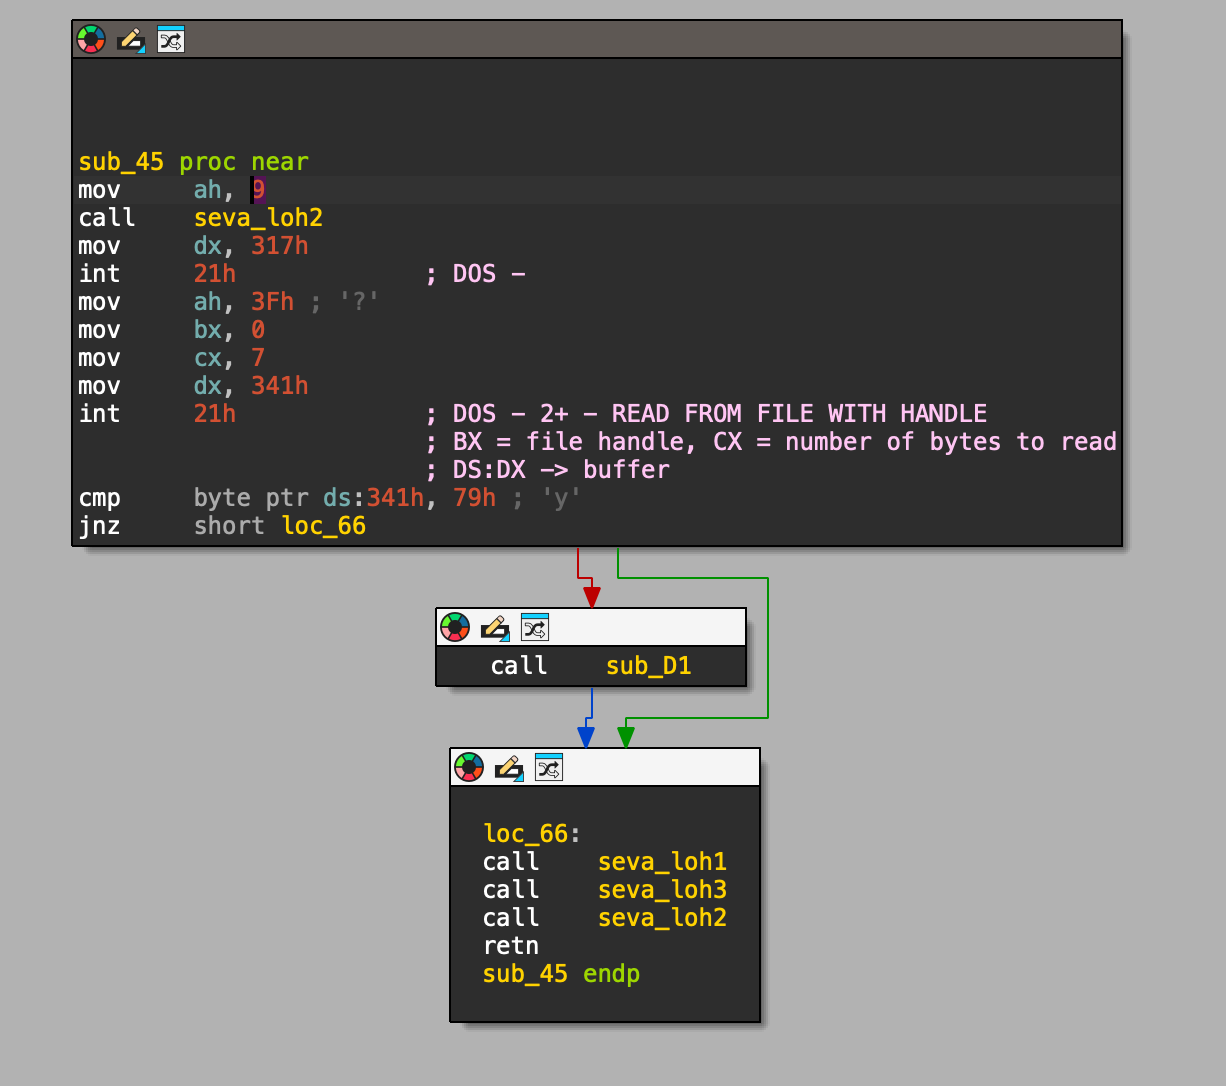 sub_45 proc near
mov ah, 9
call seva_loh2
mov dx, 317h
int 21h ; DOS -
mov ah, 3Fh ; '?'
mov bx, 0
mov cx, 7
mov dx, 341h
int 21h ; DOS - 2+ - READ FROM FILE WITH HANDLE
; BX = file handle, CX = number of bytes to read
; DS:DX -> buffer
cmp byte ptr ds:341h, 79h ; 'y'
jnz short loc_66
call sub_D1
loc_66:
call seva_loh1
call seva_loh3
call seva_loh2
retn
sub_45 endp